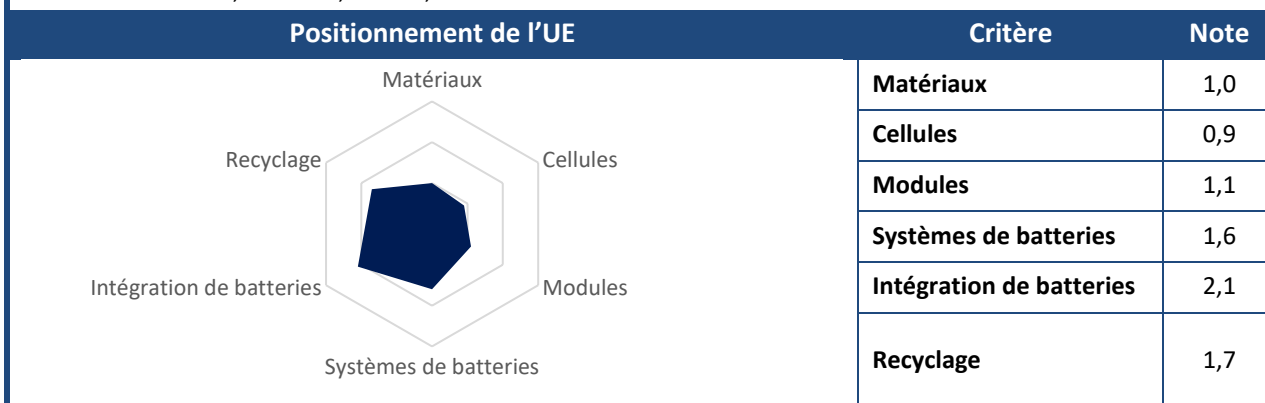 Positionnement de l’UE Critère Note
Matériaux
Recyclage Cellules
Intégration de batteries Modules
Systèmes de batteries
Matériaux 1,0
Cellules 0,9
Modules 1,1
Systèmes de batteries 1,6
Intégration de batteries 2,1
Recyclage 1,7